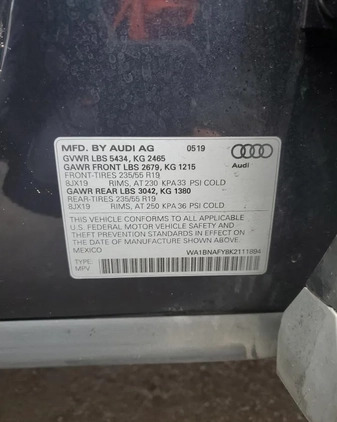 MFD. BY AUDI AG 0519
GVWR LBS 5434, KG 2465
GAWR FRONT LBS 2679, KG 1215
FRONT-TIRES 235/55 R19
8JX19 RIMS, AT 230 KPA 33 PSI COLD
GAWR REAR LBS 3042, KG 1380
REAR-TIRES 235/55 R19
8JX19 RIMS, AT 250 KPA 36 PSI COLD
Audi
THIS VEHICLE CONFORMS TO ALL APPLICABLE
U.S. FEDERAL MOTOR VEHICLE SAFETY AND
THEFT PREVENTION STANDARDS IN EFFECT ON
THE DATE OF MANUFACTURE SHOWN ABOVE.
TYPE: WA1BNAFY8K2111894
MPV
MEXICO